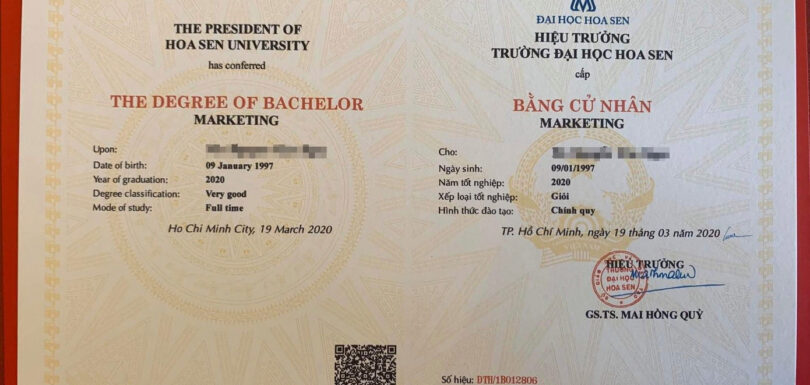 THE PRESIDENT OF
HOA SEN UNIVERSITY
has conferred
THE DEGREE OF BACHELOR
MARKETING
Upon:
Date of birth: 09 January 1997
Year of graduation: 2020
Degree classification: Very good
Mode of study: Full time
Ho Chi Minh City, 19 March 2020
ĐẠI HỌC HOA SEN
HIỆU TRƯỞNG
TRƯỜNG ĐẠI HỌC HOA SEN
cấp
BẰNG CỬ NHÂN
MARKETING
Cho:
Ngày sinh: 09/01/1997
Năm tốt nghiệp: 2020
Xếp loại tốt nghiệp: Giỏi
Hình thức đào tạo: Chính quy
TP. Hồ Chí Minh, ngày 19 tháng 03 năm 2020
HIỆU TRƯỞNG
TRƯỜNG
ĐẠI HỌC
HOA SEN
GS.TS. MAI HỒNG QUỲ
Số hiệu: DTH/1B012806